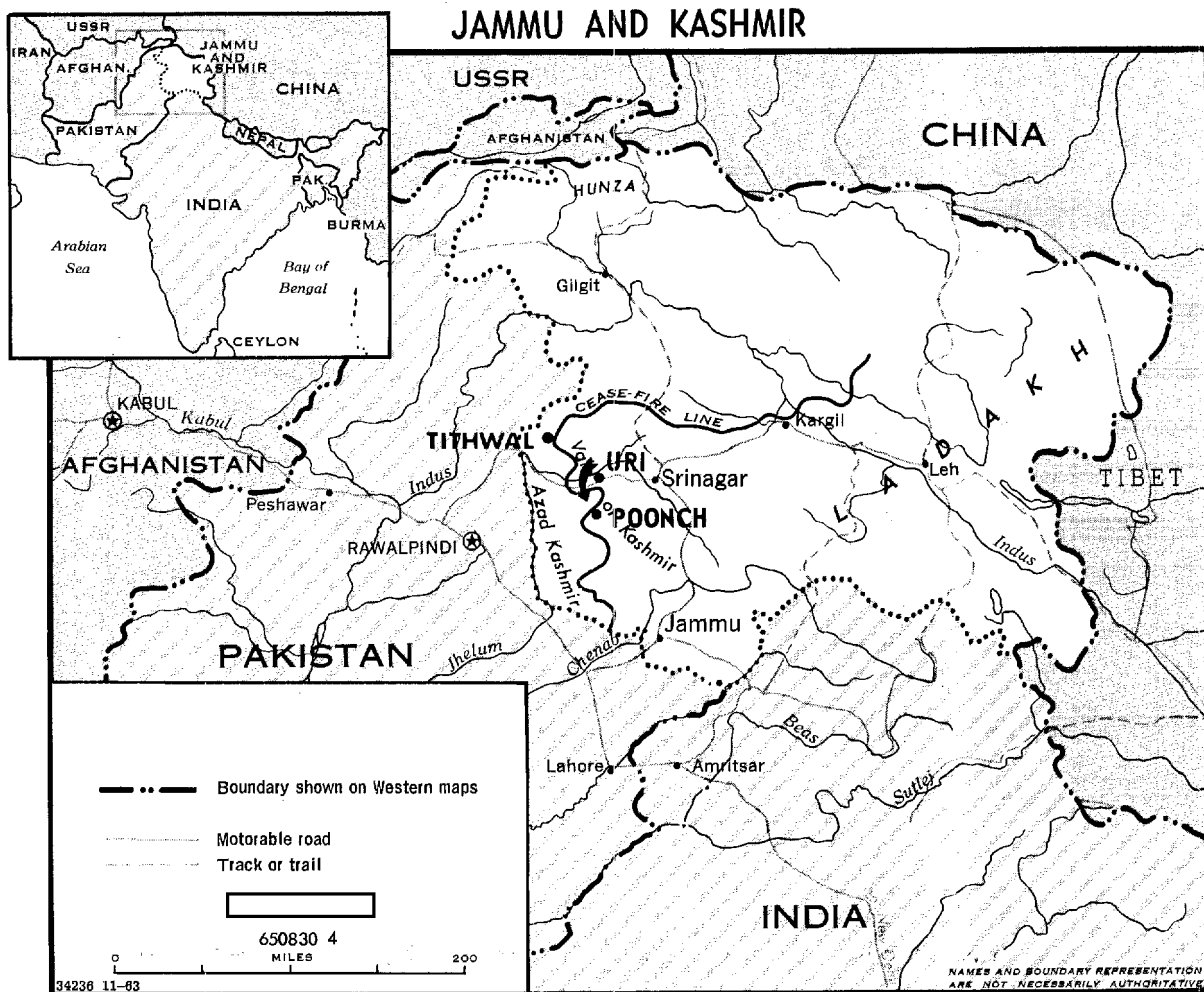 JAMMU AND KASHMIR
USSR
IRAN
AFGHAN
JAMMU
AND
KASHMIR
CHINA
PAKISTAN
NEPAL
PAK
INDIA
BURMA
Arabian
Sea
Bay of
Bengal
CEYLON
USSR
AFGHANISTAN
CHINA
HUNZA
Gilgit
KABUL
Kabul
CEASE-FIRE LINE
Kargil
TITHWAL
AFGHANISTAN
Indus
URI
Srinagar
Leh
LADAKH
TIBET
Peshawar
Azad Kashmir
POONCH
Vale of Kashmir
Indus
RAWALPINDI
Jammu
PAKISTAN
Jhelum
Chenab
Beas
Lahore
Amritsar
Sutlej
Boundary shown on Western maps
Motorable road
Track or trail
INDIA
650830 4
MILES
0 200
34236 11-63
NAMES AND BOUNDARY REPRESENTATION
ARE NOT NECESSARILY AUTHORITATIVE